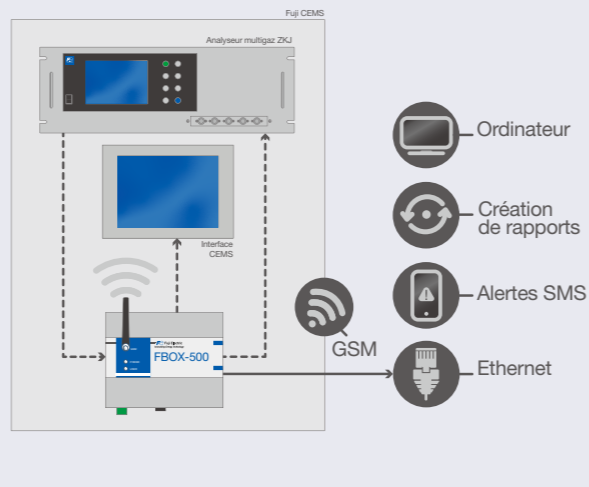 Fuji CEMS
Analyseur multigaz ZKJ
Interface
CEMS
FBOX-500
GSM
Ordinateur
Création
de rapports
Alertes SMS
Ethernet